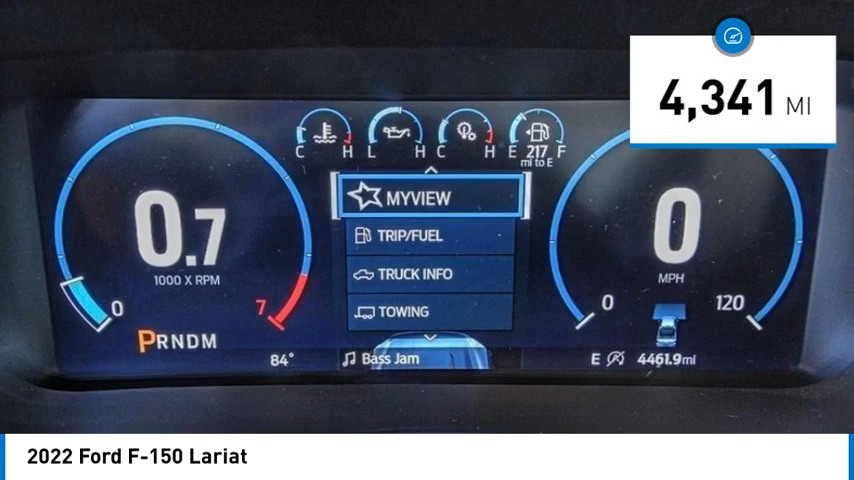 4,341 MI
C H L H C H E 217 F
mi to E
MYVIEW
0.7
1000 X RPM
TRIP/FUEL
0
MPH
TRUCK INFO
TOWING
0 7
0 120
PRNDM
84° Bass Jam E 4461.9mi
2022 Ford F-150 Lariat